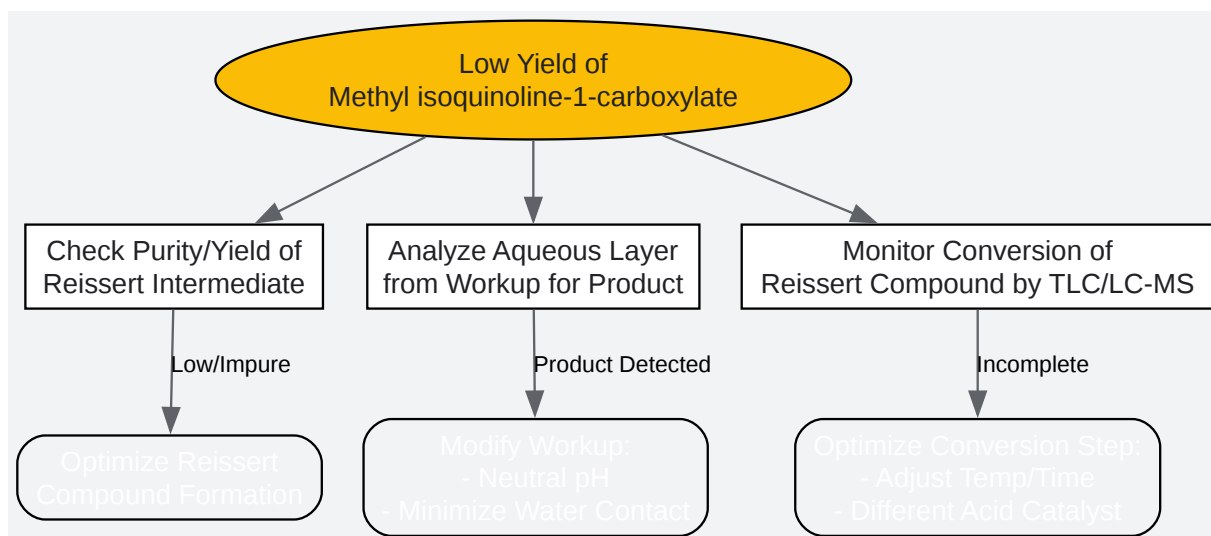 Low Yield of
Methyl isoquinoline-1-carboxylate
Check Purity/Yield of
Reissert Intermediate
Analyze Aqueous Layer
from Workup for Product
Monitor Conversion of
Reissert Compound by TLC/LC-MS
Low/Impure
Product Detected
Incomplete
Optimize Reissert
Compound Formation
Modify Workup:
- Neutral pH
- Minimize Water Contact
Optimize Conversion Step:
- Adjust Temp/Time
- Different Acid Catalyst